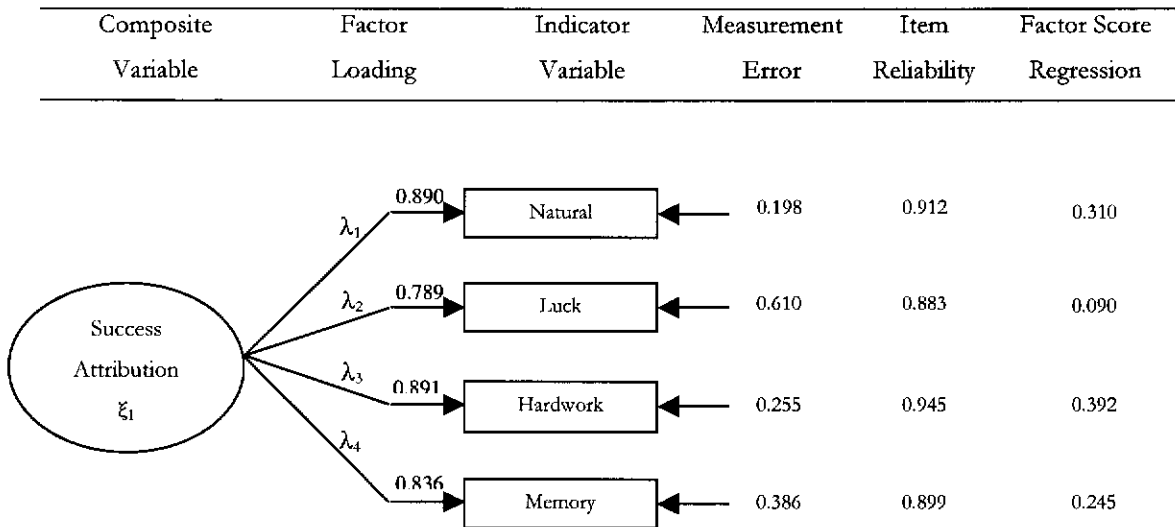 Composite Factor Indicator Measurement Item Factor Score
Variable Loading Variable Error Reliability Regression
0.890 Natural 0.198 0.912 0.310
λ1
0.789 Luck 0.610 0.883 0.090
λ2
Success
Attribution
ξ1
λ3
0.891 Hardwork 0.255 0.945 0.392
λ4
0.836 Memory 0.386 0.899 0.245